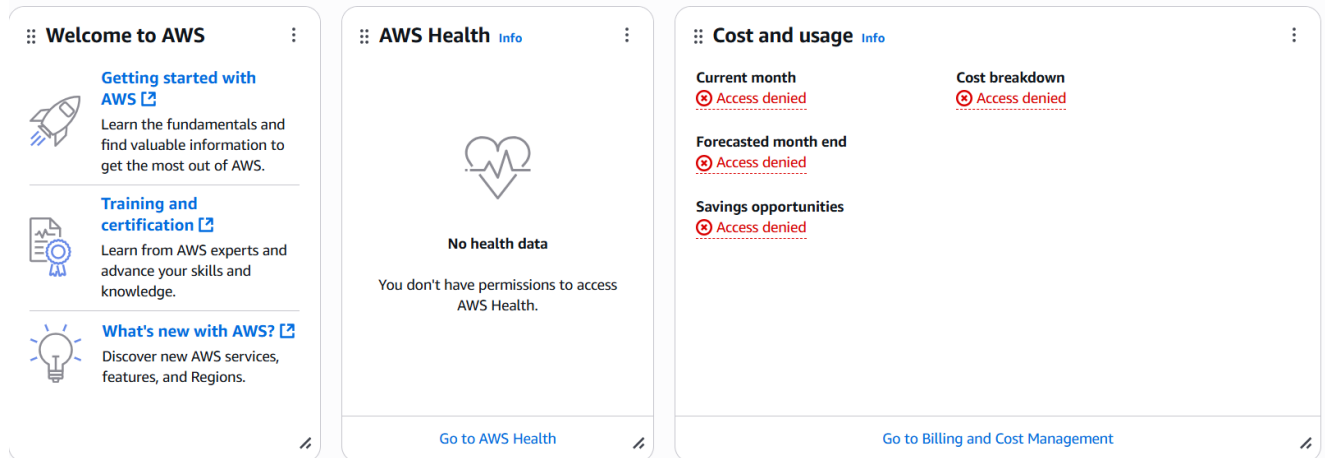 Welcome to AWS
Getting started with
AWS
Learn the fundamentals and
find valuable information to
get the most out of AWS.
Training and
certification
Learn from AWS experts and
advance your skills and
knowledge.
What's new with AWS?
Discover new AWS services,
features, and Regions.
AWS Health Info
No health data
You don't have permissions to access
AWS Health.
Go to AWS Health
Cost and usage Info
Current month
Access denied
Forecasted month end
Access denied
Savings opportunities
Access denied
Cost breakdown
Access denied
Go to Billing and Cost Management